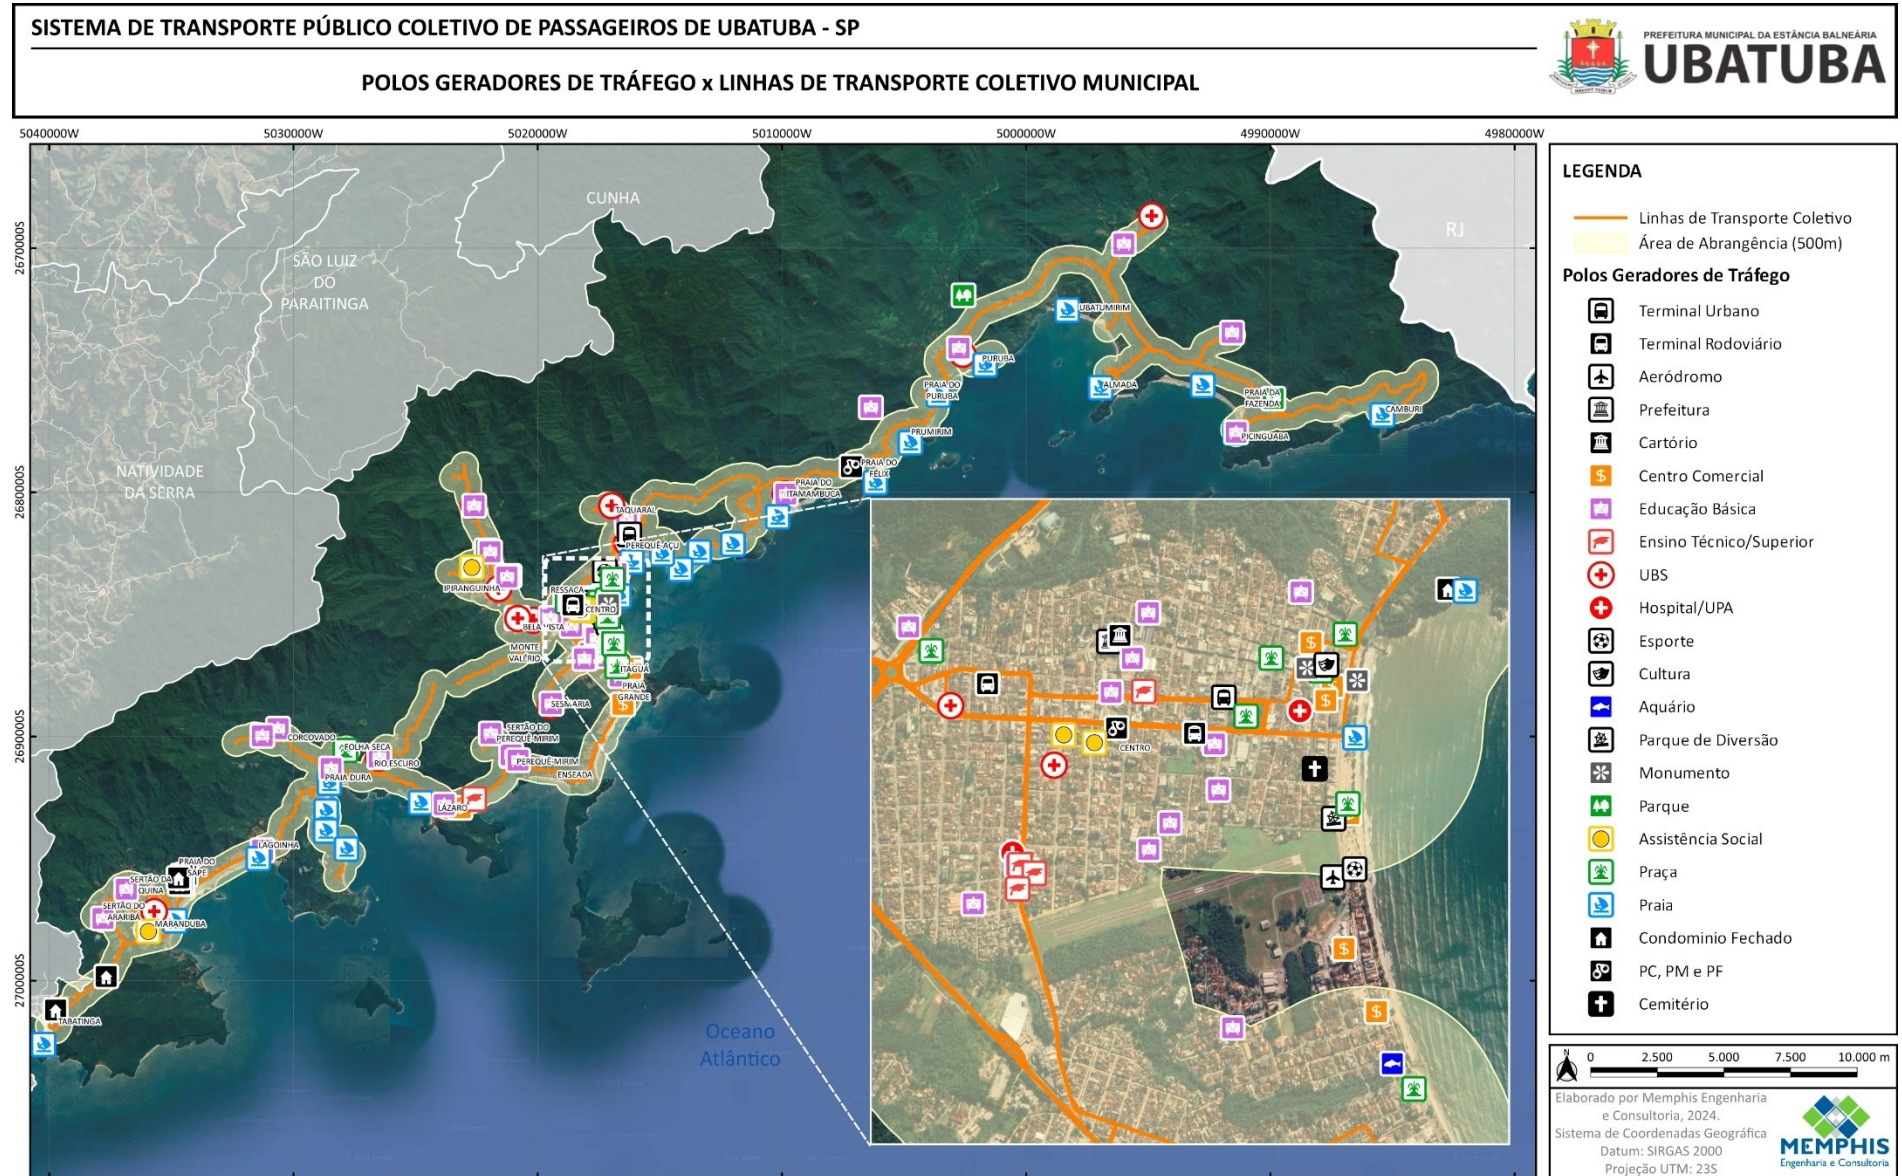 SISTEMA DE TRANSPORTE PÚBLICO COLETIVO DE PASSAGEIROS DE UBATUBA - SP
POLOS GERADORES DE TRÁFEGO x LINHAS DE TRANSPORTE COLETIVO MUNICIPAL
PREFEITURA MUNICIPAL DA ESTÂNCIA BALNEÁRIA
UBATUBA
5040000W
5030000W
5020000W
5010000W
5000000W
4990000W
4980000W
2670000S
2680000S
2690000S
2700000S
CUNHA
SÃO LUIZ
DO
PARAITINGA
NATIVIDADE
DA SERRA
RJ
UBATUMIRIM
PURUBA
PRAIA DO
PURUBA
ALMADA
PRAIA DA
FAZENDA
CAMBURI
PICINGUABA
PRUMIRIM
PRAIA DO
FÉLIX
PRAIA DO
ITAMAMBUCA
TAQUARAL
PEREQUÊ-AÇU
IPIRANGUINHA
RESSACA
CENTRO
BELA VISTA
MONTE
VALÉRIO
ITAGUÁ
PRAIA
GRANDE
SESMARIA
SERTÃO DO
PEREQUÊ-MIRIM
PEREQUÊ-MIRIM
CORCOVADO
FOLHA SECA
RIO ESCURO
PRAIA DURA
ENSEADA
LÁZARO
LAGOINHA
PRAIA DO
SAPE
SERTÃO DA
QUINA
SERTÃO DO
ARARIBA
MARANDUBA
TABATINGA
CENTRO
Oceano
Atlântico
LEGENDA
Linhas de Transporte Coletivo
Área de Abrangência (500m)
Polos Geradores de Tráfego
Terminal Urbano
Terminal Rodoviário
Aeródromo
Prefeitura
Cartório
Centro Comercial
Educação Básica
Ensino Técnico/Superior
UBS
Hospital/UPA
Esporte
Cultura
Aquário
Parque de Diversão
Monumento
Parque
Assistência Social
Praça
Praia
Condominio Fechado
PC, PM e PF
Cemitério
N
0 2.500 5.000 7.500 10.000 m
Elaborado por Memphis Engenharia
e Consultoria, 2024.
Sistema de Coordenadas Geográfica
Datum: SIRGAS 2000
Projeção UTM: 23S
MEMPHIS
Engenharia e Consultoria